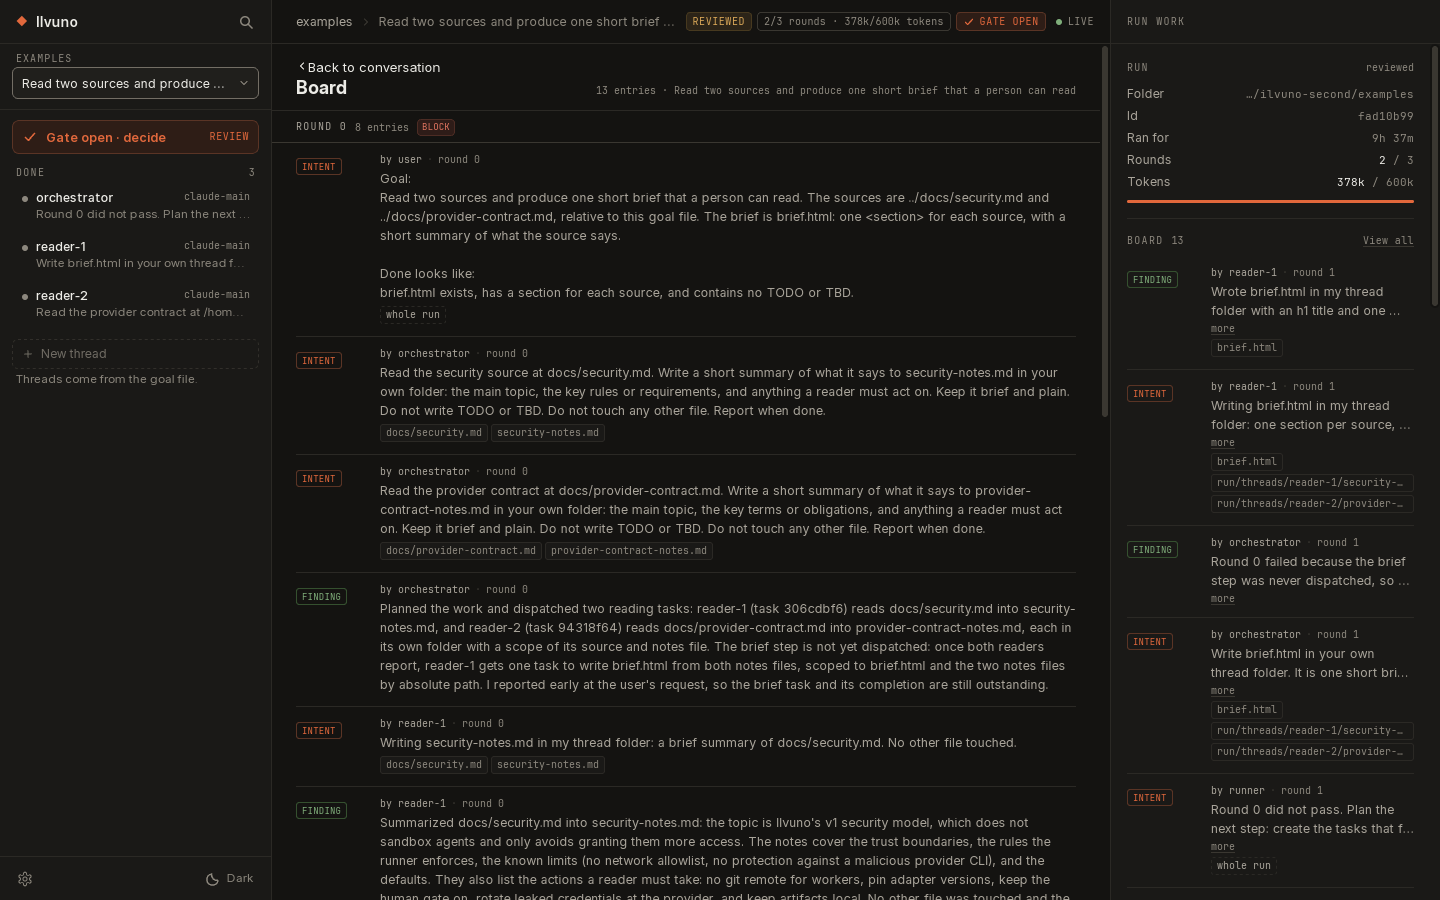 Ilvuno
EXAMPLES
Read two sources and produce ...
Gate open · decide REVIEW
DONE 3
orchestrator claude-main
Round 0 did not pass. Plan the next ...
reader-1 claude-main
Write brief.html in your own thread f...
reader-2 claude-main
Read the provider contract at /hom...
+ New thread
Threads come from the goal file.
Dark
examples › Read two sources and produce one short brief ... REVIEWED 2/3 rounds · 378k/600k tokens GATE OPEN LIVE
Back to conversation
Board 13 entries · Read two sources and produce one short brief that a person can read
ROUND 0 8 entries BLOCK
INTENT by user · round 0
Goal:
Read two sources and produce one short brief that a person can read. The sources are ../docs/security.md and
../docs/provider-contract.md, relative to this goal file. The brief is brief.html: one <section> for each source, with a
short summary of what the source says.
Done looks like:
brief.html exists, has a section for each source, and contains no TODO or TBD.
whole run
INTENT by orchestrator · round 0
Read the security source at docs/security.md. Write a short summary of what it says to security-notes.md in your
own folder: the main topic, the key rules or requirements, and anything a reader must act on. Keep it brief and plain.
Do not write TODO or TBD. Do not touch any other file. Report when done.
docs/security.md security-notes.md
INTENT by orchestrator · round 0
Read the provider contract at docs/provider-contract.md. Write a short summary of what it says to provider-
contract-notes.md in your own folder: the main topic, the key terms or obligations, and anything a reader must act
on. Keep it brief and plain. Do not write TODO or TBD. Do not touch any other file. Report when done.
docs/provider-contract.md provider-contract-notes.md
FINDING by orchestrator · round 0
Planned the work and dispatched two reading tasks: reader-1 (task 306cdbf6) reads docs/security.md into security-
notes.md, and reader-2 (task 94318f64) reads docs/provider-contract.md into provider-contract-notes.md, each in
its own folder with a scope of its source and notes file. The brief step is not yet dispatched: once both readers
report, reader-1 gets one task to write brief.html from both notes files, scoped to brief.html and the two notes files
by absolute path. I reported early at the user's request, so the brief task and its completion are still outstanding.
INTENT by reader-1 · round 0
Writing security-notes.md in my thread folder: a brief summary of docs/security.md. No other file touched.
docs/security.md security-notes.md
FINDING by reader-1 · round 0
Summarized docs/security.md into security-notes.md: the topic is Ilvuno's v1 security model, which does not
sandbox agents and only avoids granting them more access. The notes cover the trust boundaries, the rules the
runner enforces, the known limits (no network allowlist, no protection against a malicious provider CLI), and the
defaults. They also list the actions a reader must take: no git remote for workers, pin adapter versions, keep the
human gate on, rotate leaked credentials at the provider, and keep artifacts local. No other file was touched and the
RUN WORK
RUN reviewed
Folder …/ilvuno-second/examples
Id fad10b99
Ran for 9h 37m
Rounds 2 / 3
Tokens 378k / 600k
BOARD 13 View all
FINDING by reader-1 · round 1
Wrote brief.html in my thread
folder with an h1 title and one ...
more
brief.html
INTENT by reader-1 · round 1
Writing brief.html in my thread
folder: one section per source, ...
more
brief.html
run/threads/reader-1/security-…
run/threads/reader-2/provider-…
FINDING by orchestrator · round 1
Round 0 failed because the brief
step was never dispatched, so ...
more
INTENT by orchestrator · round 1
Write brief.html in your own
thread folder. It is one short bri...
more
brief.html
run/threads/reader-1/security-…
run/threads/reader-2/provider-…
INTENT by runner · round 1
Round 0 did not pass. Plan the
next step: create the tasks that f...
more
whole run